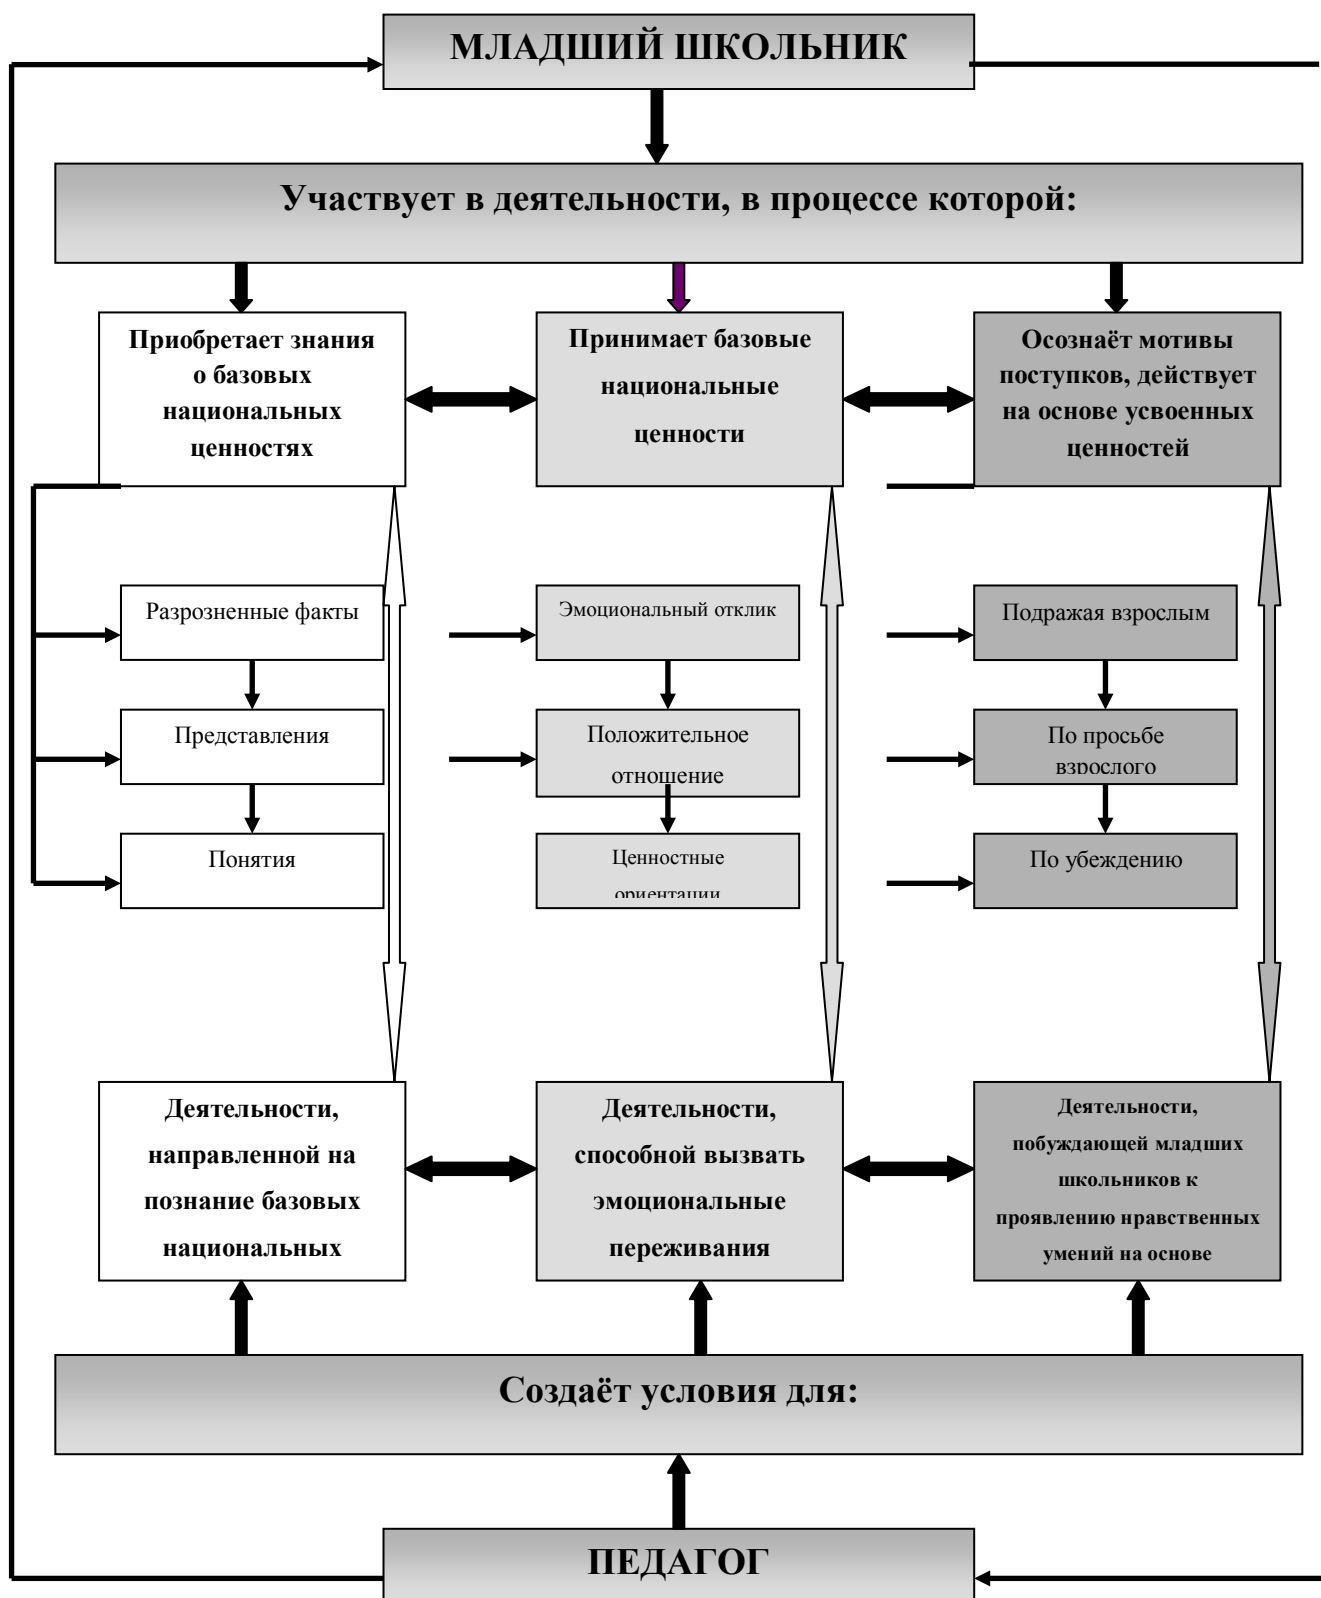 МЛАДШИЙ ШКОЛЬНИК
Участвует в деятельности, в процессе которой:
Приобретает знания
о базовых
национальных
ценностях
Принимает базовые
национальные
ценности
Осознаёт мотивы
поступков, действует
на основе усвоенных
ценностей
Разрозненные факты
Эмоциональный отклик
Подражая взрослым
Представления
Положительное
отношение
По просьбе
взрослого
Понятия
Ценностные
ориентации
По убеждению
Деятельности,
направленной на
познание базовых
национальных
Деятельности,
способной вызвать
эмоциональные
переживания
Деятельности,
побуждающей младших
школьников к
проявлению нравственных
умений на основе
Создаёт условия для:
ПЕДАГОГ